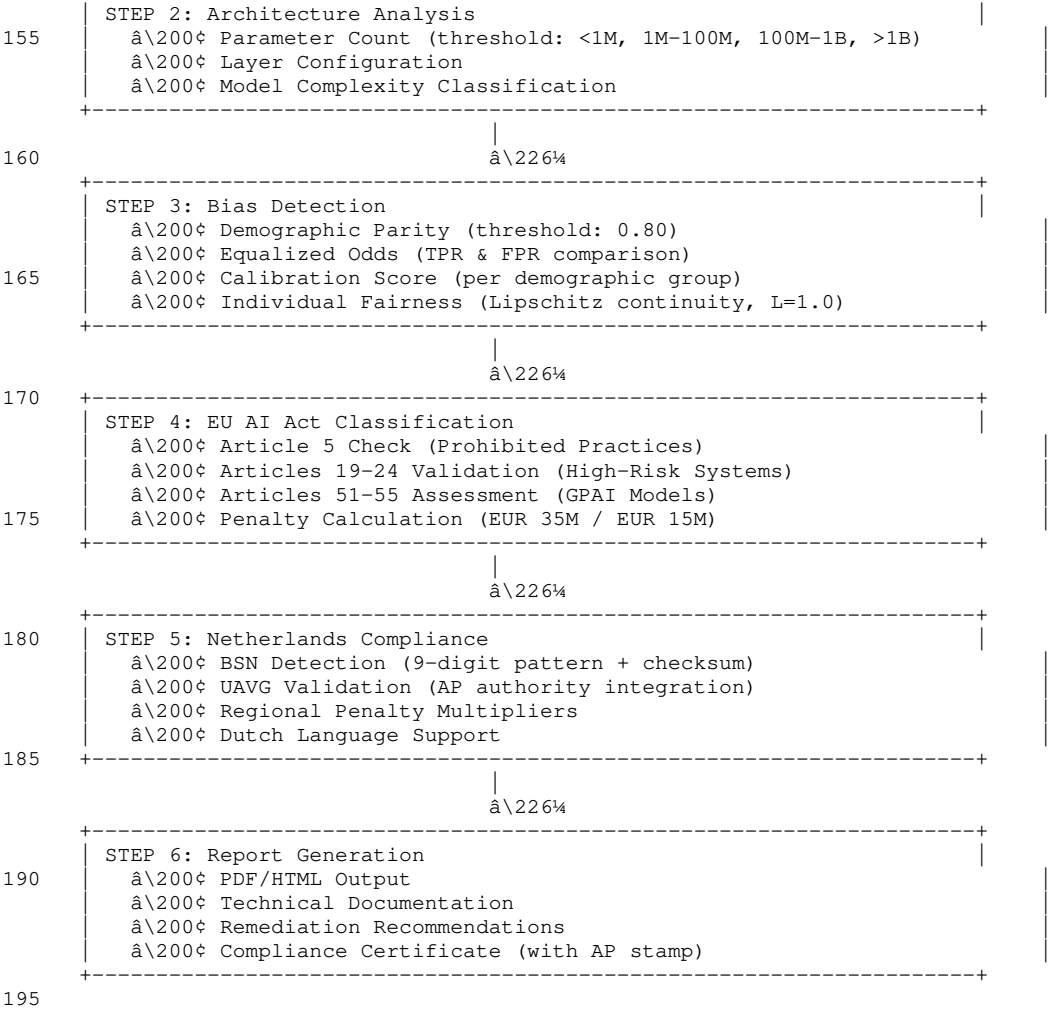 | STEP 2: Architecture Analysis |
155 | â\200¢ Parameter Count (threshold: <1M, 1M-100M, 100M-1B, >1B) |
| â\200¢ Layer Configuration |
| â\200¢ Model Complexity Classification |
+-----------------------------------------------------------------------+
|
160 â\226¼
+-----------------------------------------------------------------------+
| STEP 3: Bias Detection |
| â\200¢ Demographic Parity (threshold: 0.80) |
| â\200¢ Equalized Odds (TPR & FPR comparison) |
165 | â\200¢ Calibration Score (per demographic group) |
| â\200¢ Individual Fairness (Lipschitz continuity, L=1.0) |
+-----------------------------------------------------------------------+
|
â\226¼
170 +-----------------------------------------------------------------------+
| STEP 4: EU AI Act Classification |
| â\200¢ Article 5 Check (Prohibited Practices) |
| â\200¢ Articles 19-24 Validation (High-Risk Systems) |
| â\200¢ Articles 51-55 Assessment (GPAI Models) |
175 | â\200¢ Penalty Calculation (EUR 35M / EUR 15M) |
+-----------------------------------------------------------------------+
|
â\226¼
+-----------------------------------------------------------------------+
180 | STEP 5: Netherlands Compliance |
| â\200¢ BSN Detection (9-digit pattern + checksum) |
| â\200¢ UAVG Validation (AP authority integration) |
| â\200¢ Regional Penalty Multipliers |
| â\200¢ Dutch Language Support |
185 +-----------------------------------------------------------------------+
|
â\226¼
+-----------------------------------------------------------------------+
| STEP 6: Report Generation |
190 | â\200¢ PDF/HTML Output |
| â\200¢ Technical Documentation |
| â\200¢ Remediation Recommendations |
| â\200¢ Compliance Certificate (with AP stamp) |
+-----------------------------------------------------------------------+
195